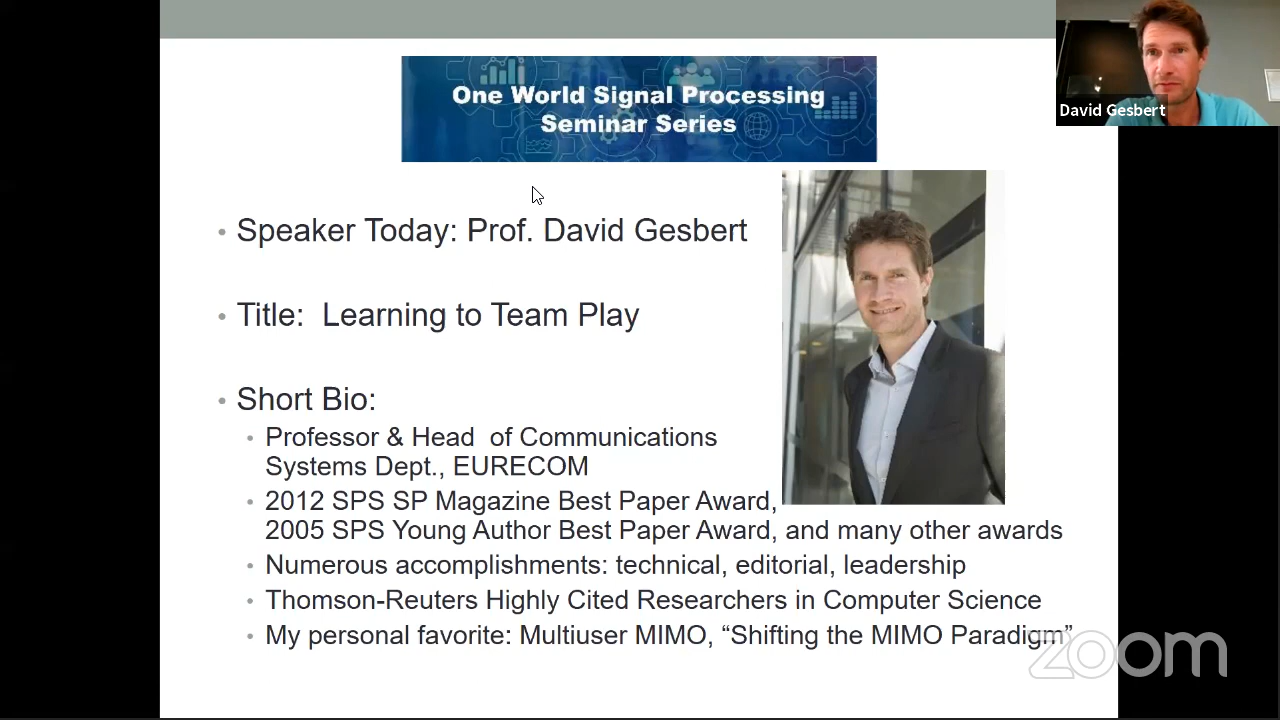 One World Signal Processing
Seminar Series
David Gesbert
Speaker Today: Prof. David Gesbert
Title: Learning to Team Play
Short Bio:
Professor & Head of Communications
Systems Dept., EURECOM
2012 SPS SP Magazine Best Paper Award,
2005 SPS Young Author Best Paper Award, and many other awards
Numerous accomplishments: technical, editorial, leadership
Thomson-Reuters Highly Cited Researchers in Computer Science
My personal favorite: Multiuser MIMO, “Shifting the MIMO Paradigm”
zoom